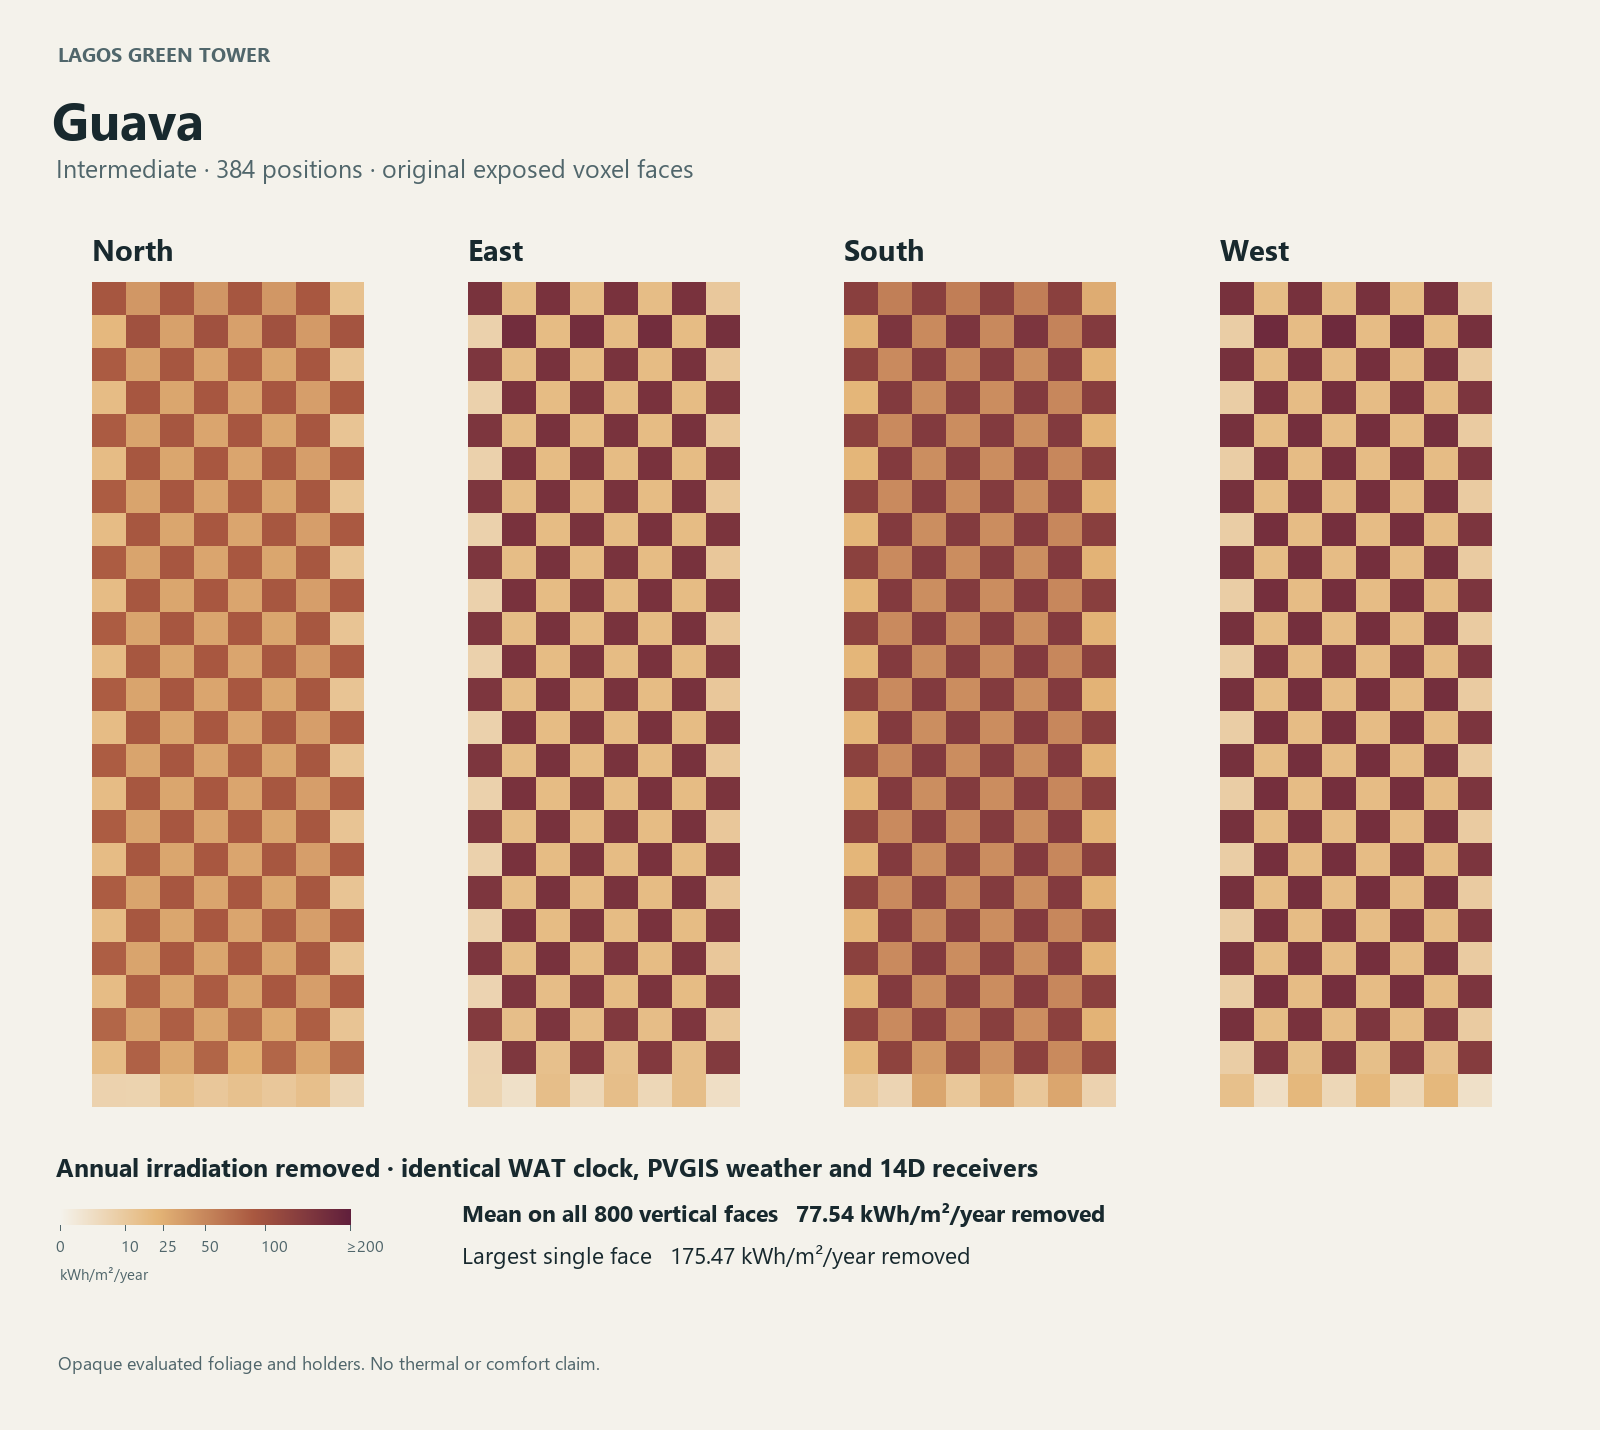 LAGOS GREEN TOWER
Guava
Intermediate · 384 positions · original exposed voxel faces
North East South West
Annual irradiation removed · identical WAT clock, PVGIS weather and 14D receivers
Mean on all 800 vertical faces 77.54 kWh/m²/year removed
0 10 25 50 100 ≥200
Largest single face 175.47 kWh/m²/year removed
kWh/m²/year
Opaque evaluated foliage and holders. No thermal or comfort claim.